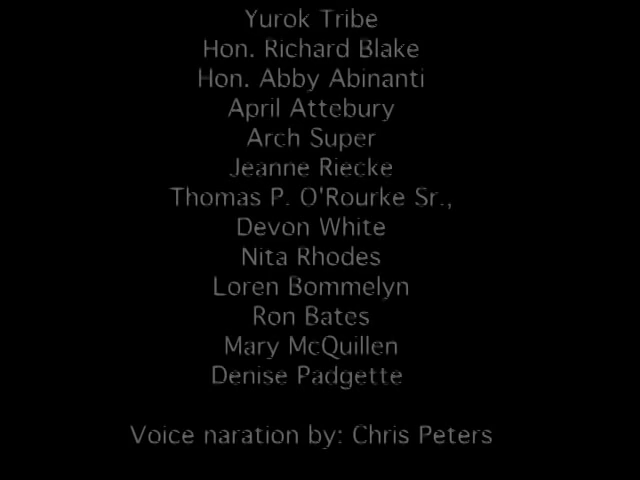 Yurok Tribe
Hon. Richard Blake
Hon. Abby Abinanti
April Attebury
Arch Super
Jeanne Riecke
Thomas P. O'Rourke Sr.,
Devon White
Nita Rhodes
Loren Bommelyn
Ron Bates
Mary McQuillen
Denise Padgette
Voice naration by: Chris Peters